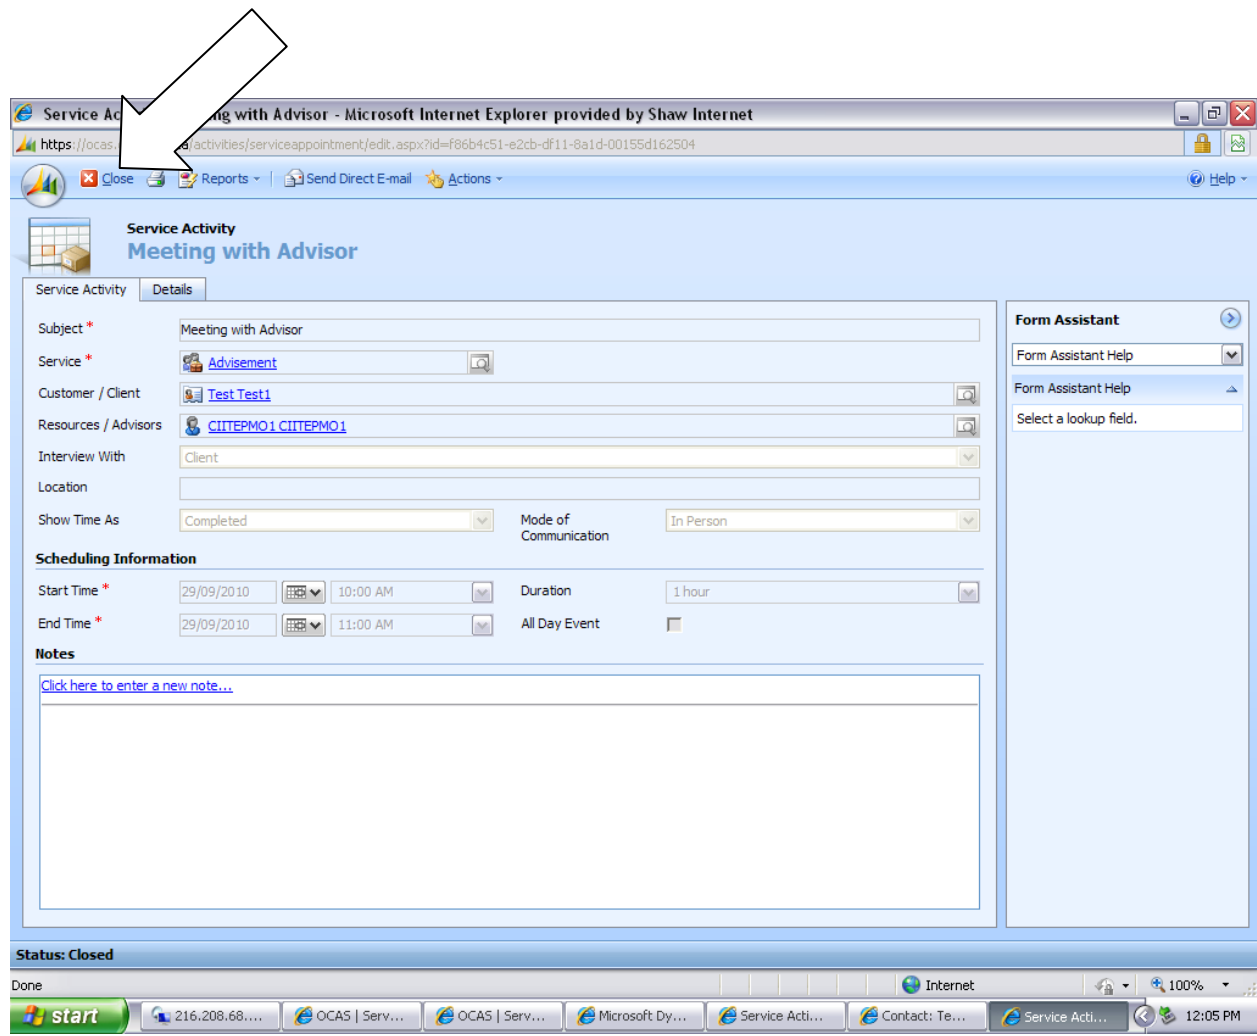 Service Ac ng with Advisor - Microsoft Internet Explorer provided by Shaw Internet
https://ocas. a/activities/serviceappointment/edit.aspx?id=f86b4c51-e2cb-df11-8a1d-00155d162504
Close Reports Send Direct E-mail Actions Help
Service Activity
Meeting with Advisor
Service Activity Details
Subject * Meeting with Advisor
Service * Advisement
Customer / Client Test Test1
Resources / Advisors CIITEPMO1 CIITEPMO1
Interview With Client
Location
Show Time As Completed Mode of Communication In Person
Scheduling Information
Start Time * 29/09/2010 10:00 AM Duration 1 hour
End Time * 29/09/2010 11:00 AM All Day Event
Notes
Click here to enter a new note...
Form Assistant
Form Assistant Help
Form Assistant Help
Select a lookup field.
Status: Closed
Done Internet 100%
start 216.208.68.... OCAS | Serv... OCAS | Serv... Microsoft Dy... Service Acti... Contact: Te... Service Acti... 12:05 PM